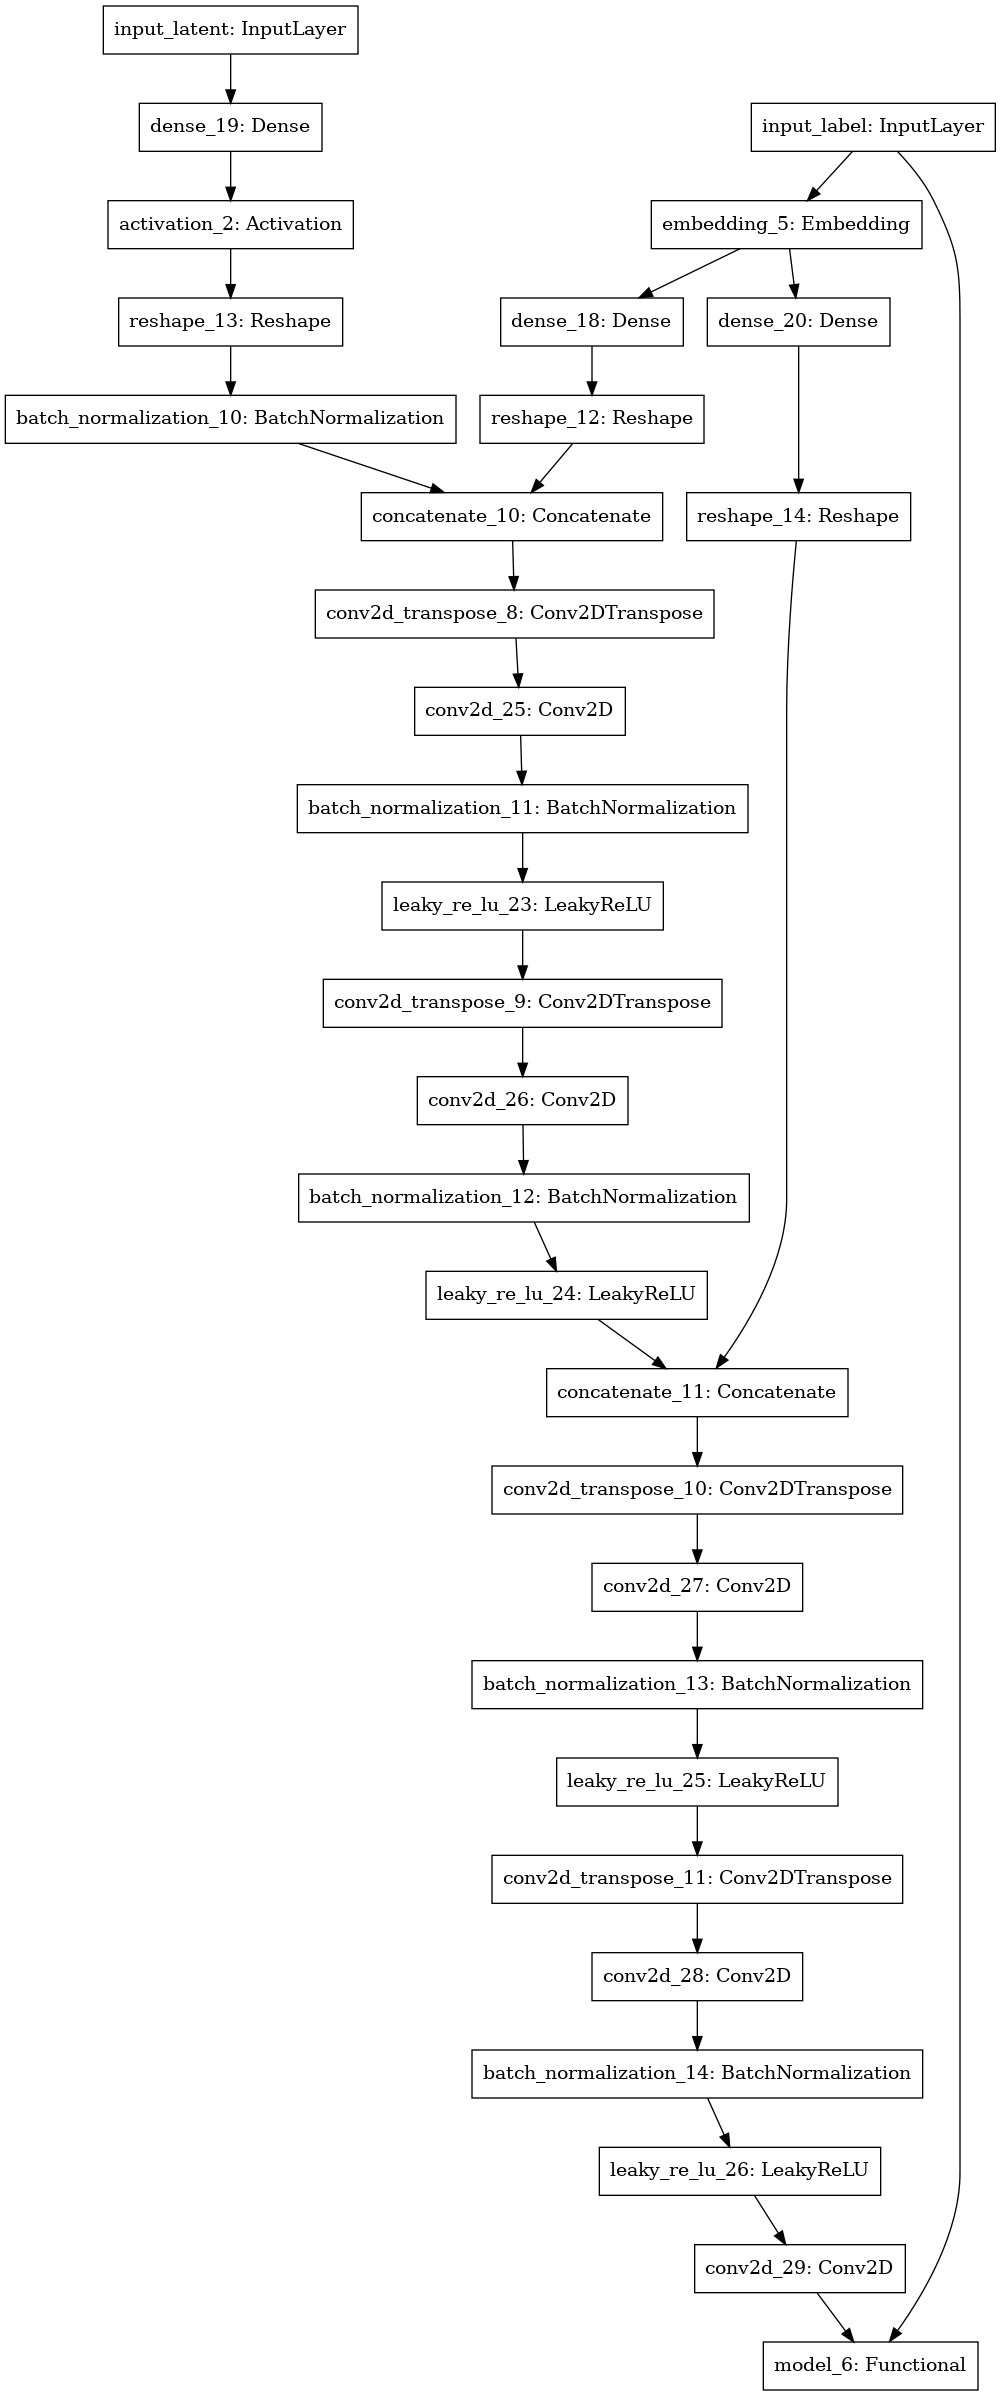 input_latent: InputLayer
dense_19: Dense
input_label: InputLayer
activation_2: Activation
embedding_5: Embedding
reshape_13: Reshape
dense_18: Dense
dense_20: Dense
batch_normalization_10: BatchNormalization
reshape_12: Reshape
concatenate_10: Concatenate
reshape_14: Reshape
conv2d_transpose_8: Conv2DTranspose
conv2d_25: Conv2D
batch_normalization_11: BatchNormalization
leaky_re_lu_23: LeakyReLU
conv2d_transpose_9: Conv2DTranspose
conv2d_26: Conv2D
batch_normalization_12: BatchNormalization
leaky_re_lu_24: LeakyReLU
concatenate_11: Concatenate
conv2d_transpose_10: Conv2DTranspose
conv2d_27: Conv2D
batch_normalization_13: BatchNormalization
leaky_re_lu_25: LeakyReLU
conv2d_transpose_11: Conv2DTranspose
conv2d_28: Conv2D
batch_normalization_14: BatchNormalization
leaky_re_lu_26: LeakyReLU
conv2d_29: Conv2D
model_6: Functional